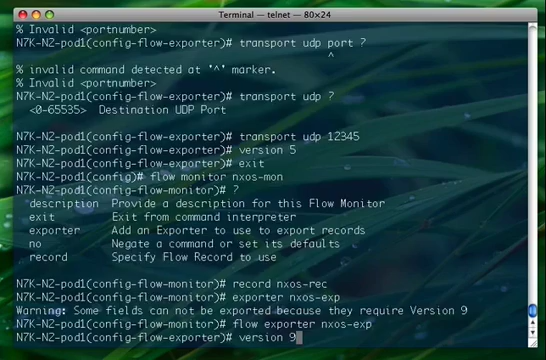 Terminal — telnet — 80×24
% Invalid <portnumber>
N7K-N2-pod1(config-flow-exporter)# transport udp port ?
^
% invalid command detected at '^' marker.
% Invalid <portnumber>
N7K-N2-pod1(config-flow-exporter)# transport udp ?
<0-65535> Destination UDP Port
N7K-N2-pod1(config-flow-exporter)# transport udp 12345
N7K-N2-pod1(config-flow-exporter)# version 5
N7K-N2-pod1(config-flow-exporter)# exit
N7K-N2-pod1(config)# flow monitor nxos-mon
N7K-N2-pod1(config-flow-monitor)# ?
description Provide a description for this Flow Monitor
exit Exit from command interpreter
exporter Add an Exporter to use to export records
no Negate a command or set its defaults
record Specify Flow Record to use
N7K-N2-pod1(config-flow-monitor)# record nxos-rec
N7K-N2-pod1(config-flow-monitor)# exporter nxos-exp
Warning: Some fields can not be exported because they require Version 9
N7K-N2-pod1(config-flow-monitor)# flow exporter nxos-exp
N7K-N2-pod1(config-flow-exporter)# version 9